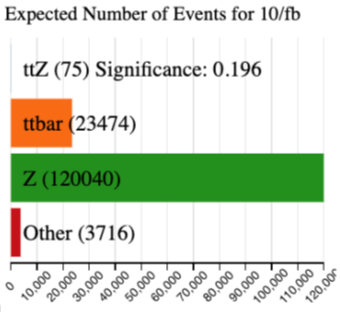 Expected Number of Events for 10/fb
ttZ (75) Significance: 0.196
ttbar (23474)
Z (120040)
Other (3716)
0
10,000
20,000
30,000
40,000
50,000
60,000
70,000
80,000
90,000
100,000
110,000
120,000